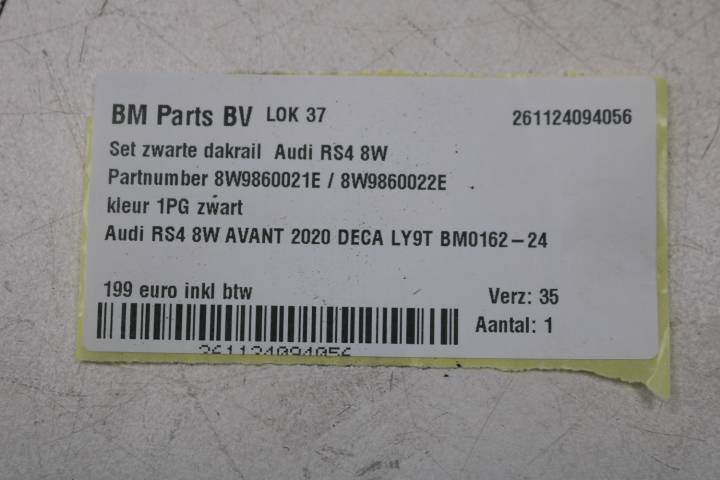 BM Parts BV LOK 37 261124094056
Set zwarte dakrail Audi RS4 8W
Partnumber 8W9860021E / 8W9860022E
kleur 1PG zwart
Audi RS4 8W AVANT 2020 DECA LY9T BM0162-24
199 euro inkl btw Verz: 35
Aantal: 1
261124094056